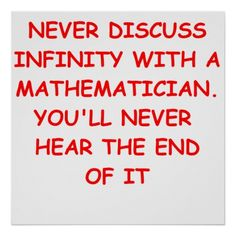 NEVER DISCUSS
INFINITY WITH A
MATHEMATICIAN.
YOU'LL NEVER
HEAR THE END
OF IT